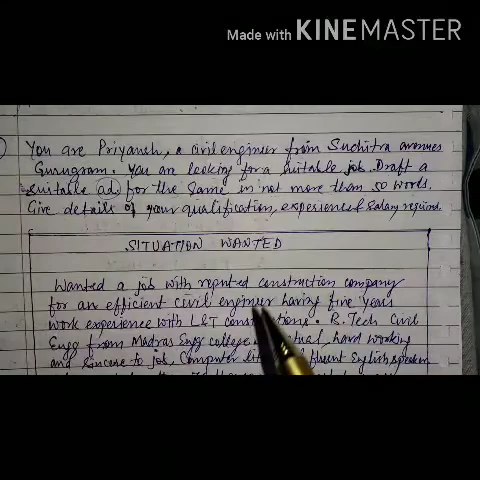 Made with KINEMASTER
You are Priyansh, a civil engineer from Suchitra avenues
Gurugram. You are looking for a suitable job. Draft a
suitable ad for the same in not more than 50 words.
Give details of your qualification, experience & salary required.
SITUATION WANTED
Wanted a job with reputed construction company
for an efficient civil engineer having five years
work experience with L&T constructions. B.Tech Civil
Engg from Madras Engg college hard working
and sincere to job, Computer fluent English speaker